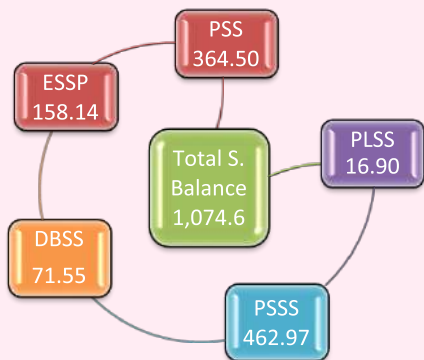 PSS
364.50
ESSP
158.14
PLSS
16.90
Total S.
Balance
1,074.6
DBSS
71.55
PSSS
462.97